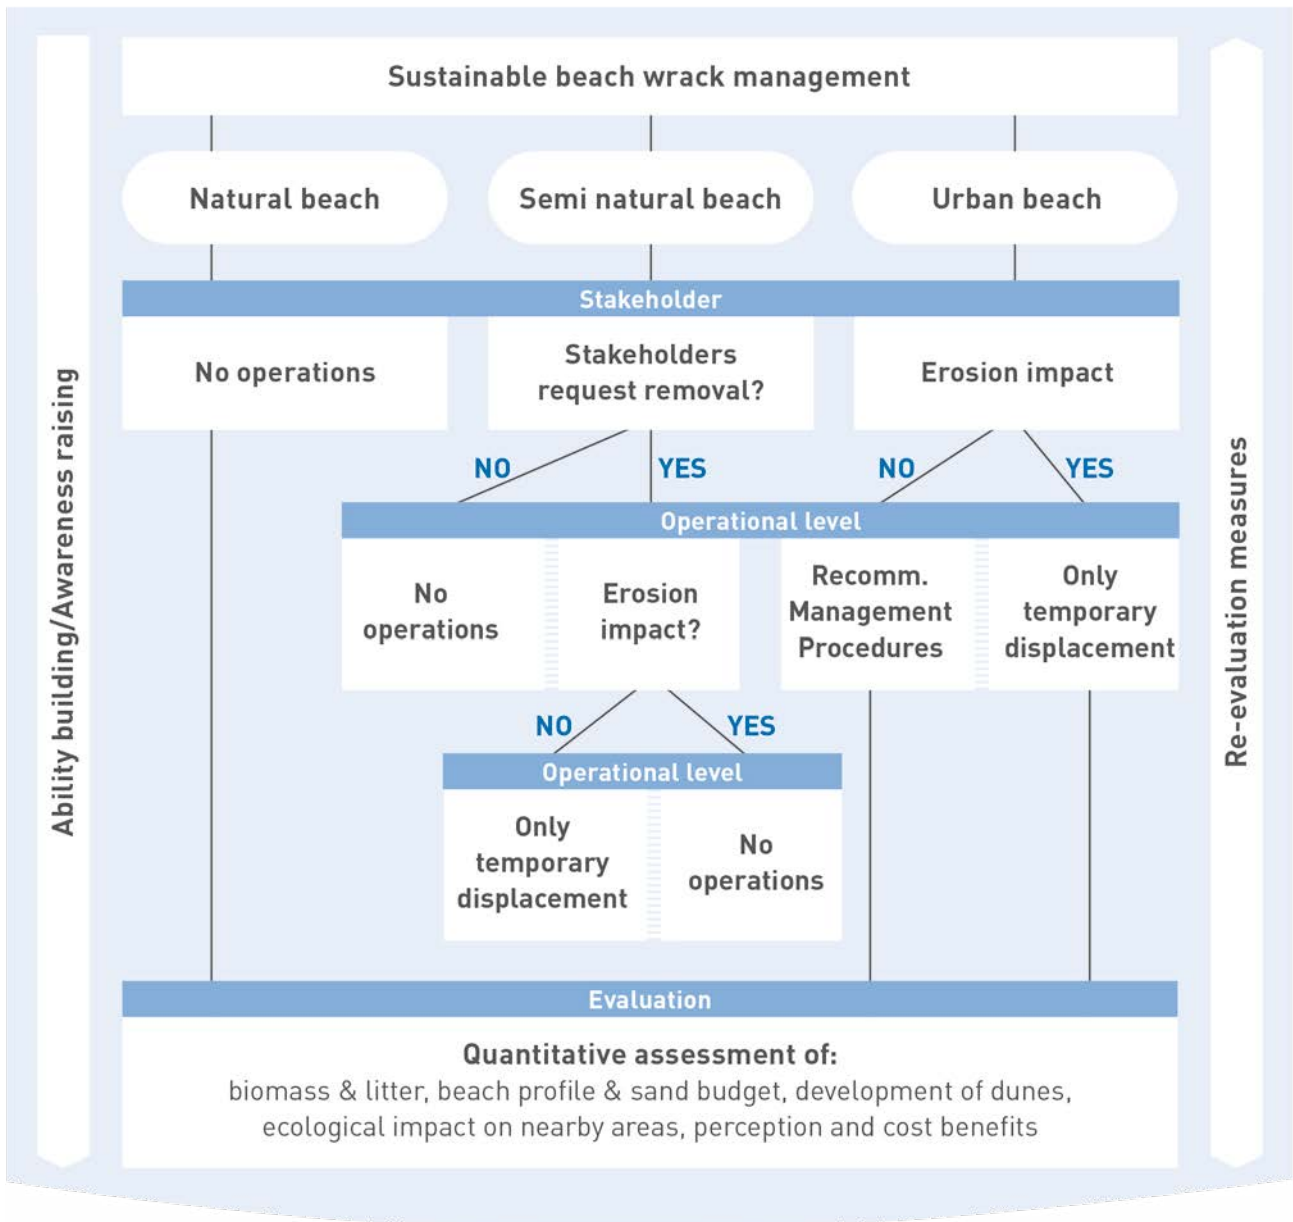 Sustainable beach wrack management
Natural beach
Semi natural beach
Urban beach
Stakeholder
No operations
Stakeholders
request removal?
Erosion impact
NO
YES
NO
YES
Operational level
No
operations
Erosion
impact?
Recomm.
Management
Procedures
Only
temporary
displacement
NO
YES
Operational level
Only
temporary
displacement
No
operations
Evaluation
Quantitative assessment of:
biomass & litter, beach profile & sand budget, development of dunes,
ecological impact on nearby areas, perception and cost benefits
Ability building/Awareness raising
Re-evaluation measures